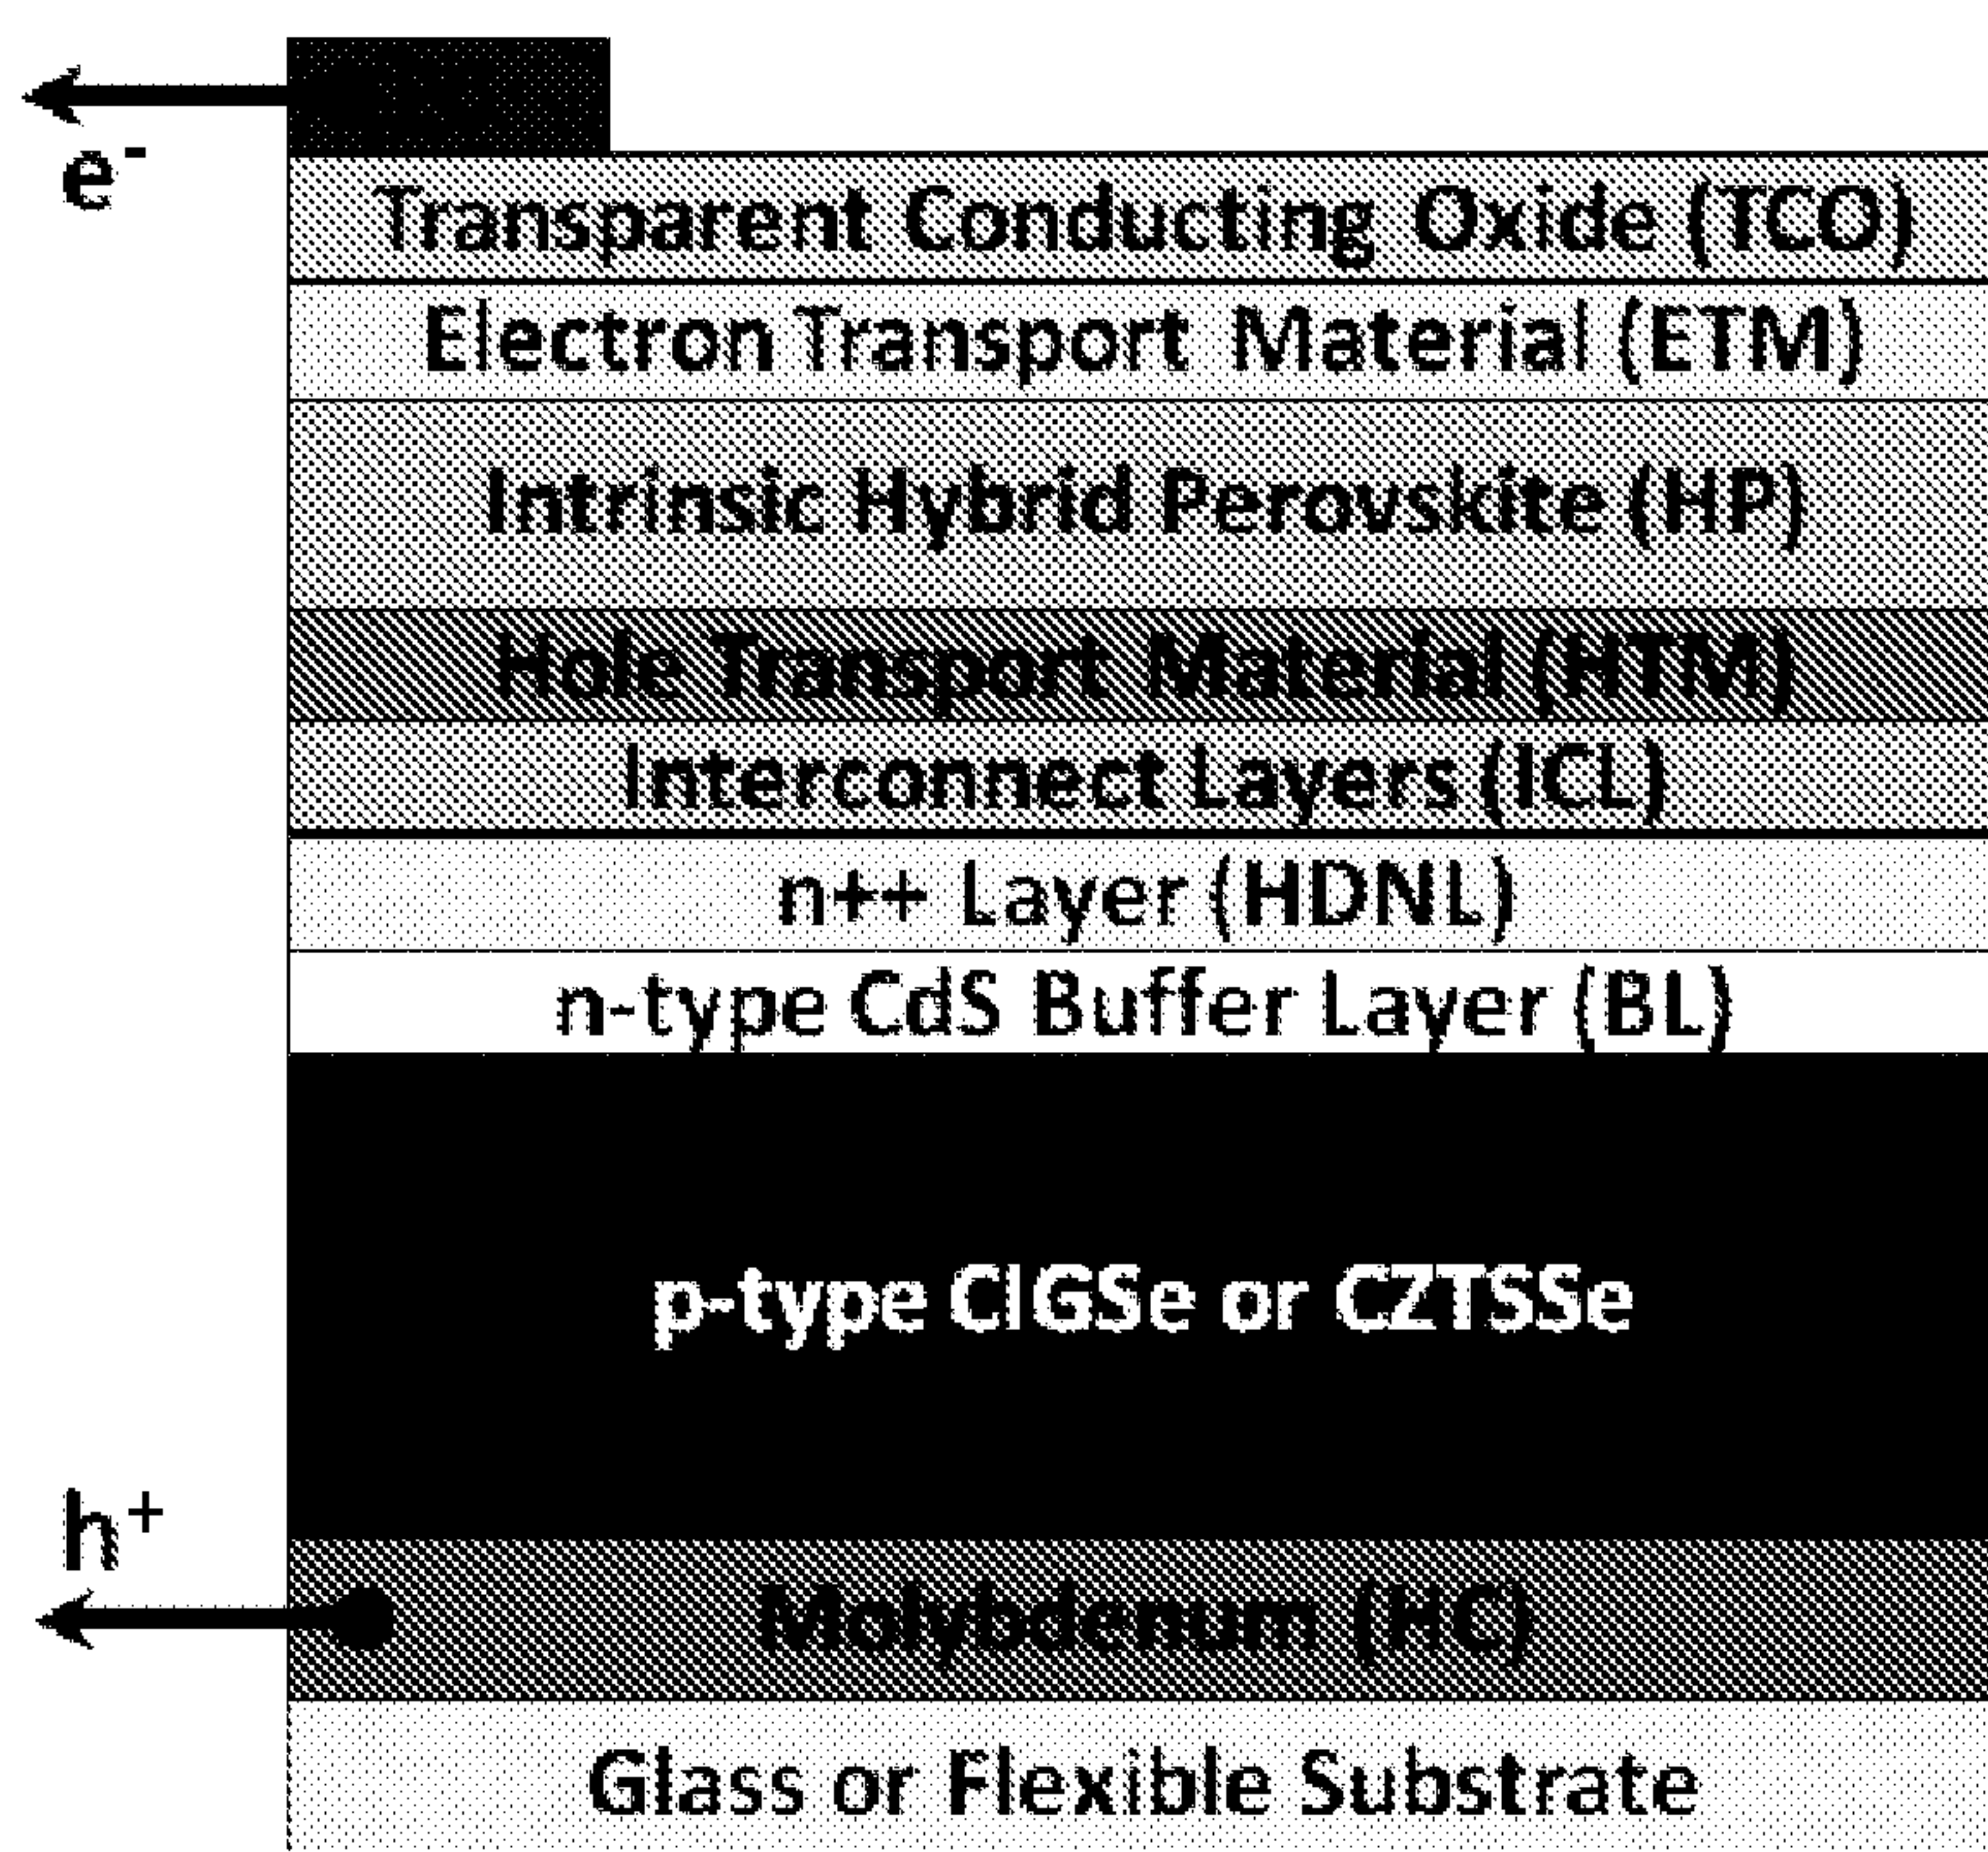 e⁻
Transparent Conducting Oxide (TCO)
Electron Transport Material (ETM)
Intrinsic Hybrid Perovskite (HP)
Hole Transport Material (HTM)
Interconnect Layers (ICL)
n++ Layer (HDNL)
n-type CdS Buffer Layer (BL)
p-type CIGSe or CZTSSe
h⁺
Molybdenum (HC)
Glass or Flexible Substrate